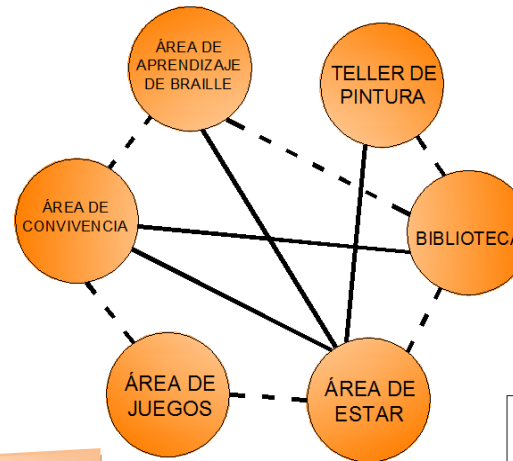 ÁREA DE
APRENDIZAJE
DE BRAILLE
TELLER DE
PINTURA
ÁREA DE
CONVIVENCIA
BIBLIOTECA
ÁREA DE
JUEGOS
ÁREA DE
ESTAR